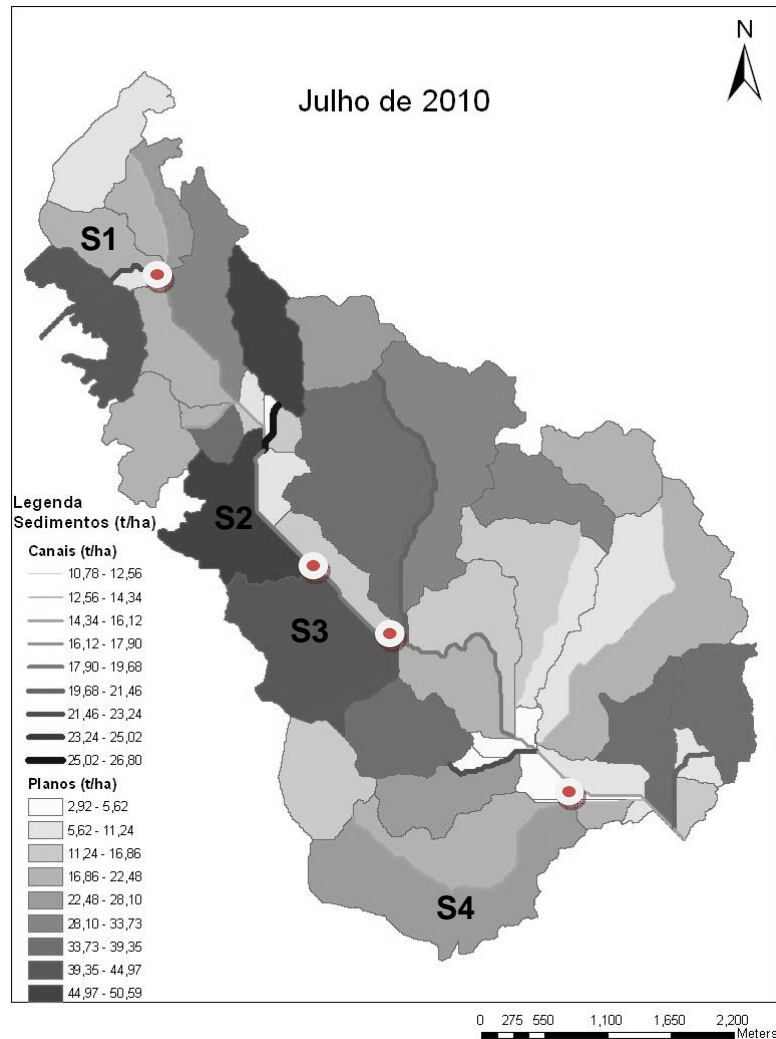 N
Julho de 2010
S1
S2
S3
S4
Legenda
Sedimentos (t/ha)
Canais (t/ha)
10,78 - 12,56
12,56 - 14,34
14,34 - 16,12
16,12 - 17,90
17,90 - 19,68
19,68 - 21,46
21,46 - 23,24
23,24 - 25,02
25,02 - 26,80
Planos (t/ha)
2,92 - 5,62
5,62 - 11,24
11,24 - 16,86
16,86 - 22,48
22,48 - 28,10
28,10 - 33,73
33,73 - 39,35
39,35 - 44,97
44,97 - 50,59
0 275 550 1,100 1,650 2,200
Meters